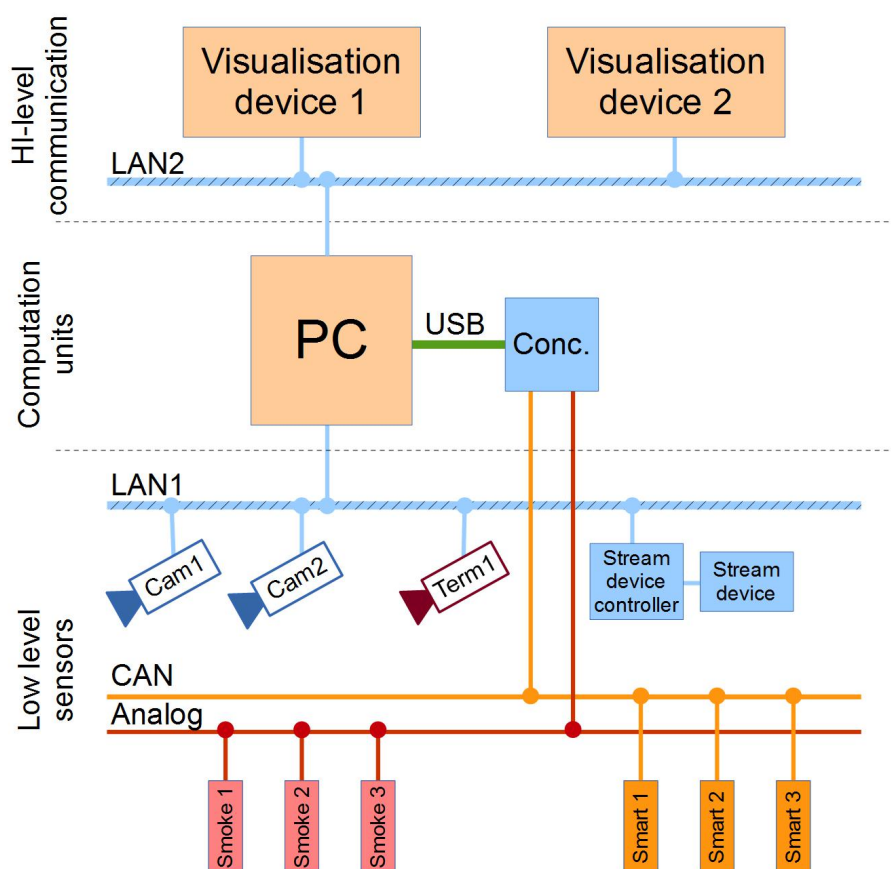 HI-level
communication
Visualisation
device 1
Visualisation
device 2
LAN2
Computation
units
PC
USB
Conc.
Low level
sensors
LAN1
Cam1
Cam2
Term1
Stream
device
controller
Stream
device
CAN
Analog
Smoke 1
Smoke 2
Smoke 3
Smart 1
Smart 2
Smart 3